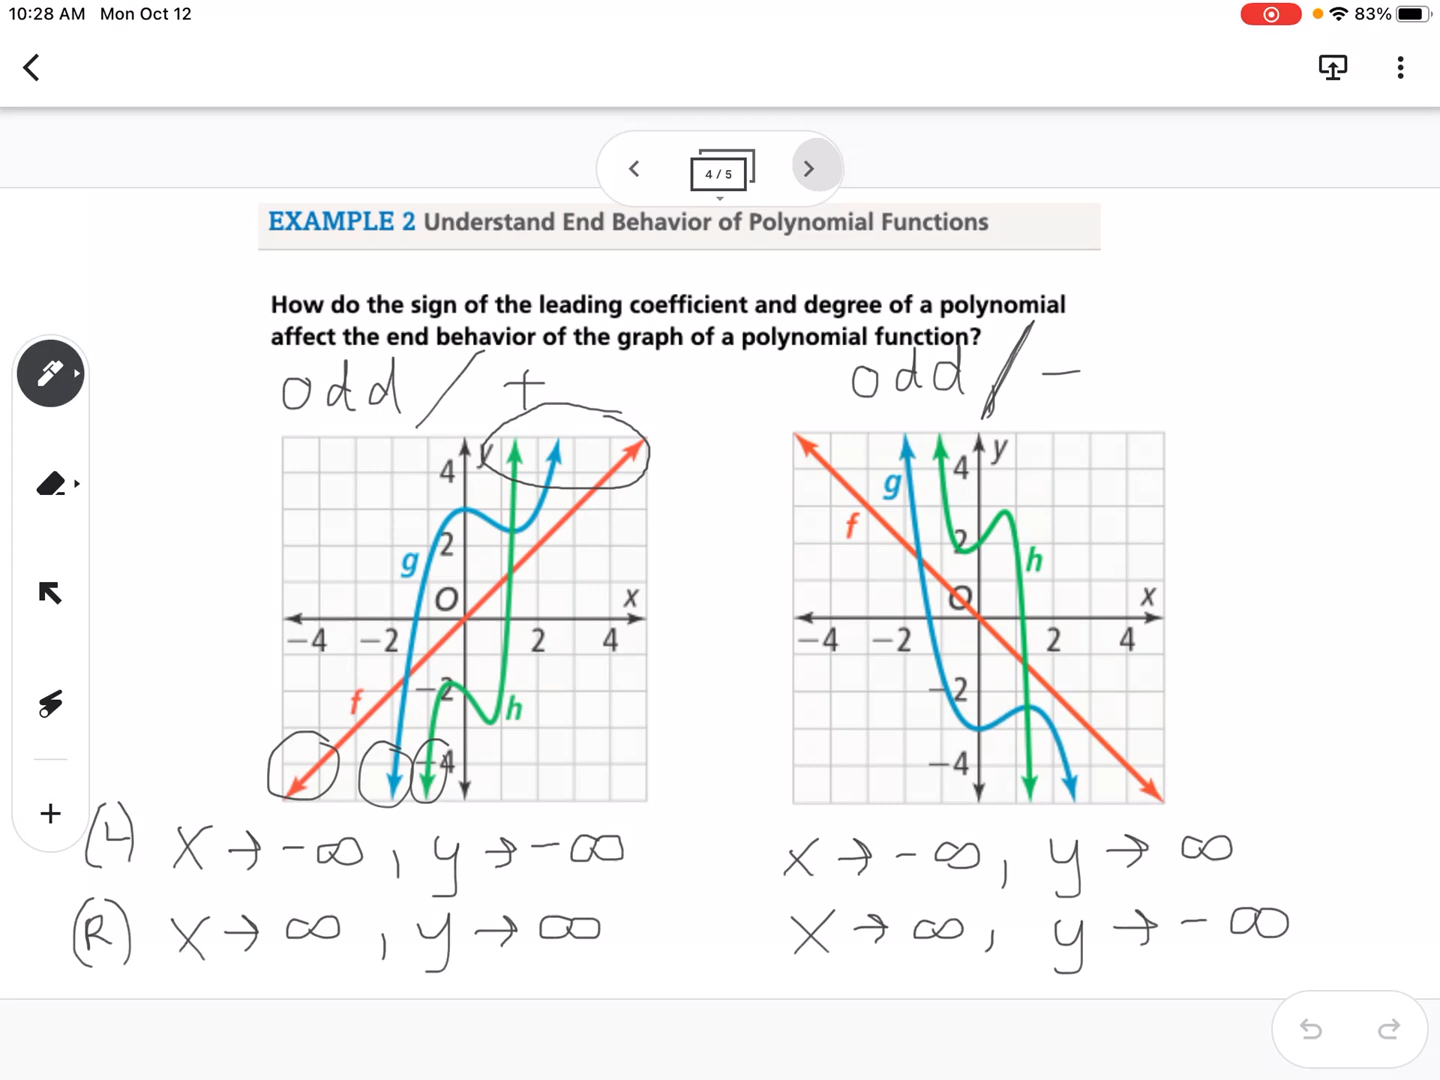 10:28 AM Mon Oct 12
83%
4 / 5
EXAMPLE 2 Understand End Behavior of Polynomial Functions
How do the sign of the leading coefficient and degree of a polynomial
affect the end behavior of the graph of a polynomial function?
odd / +
odd / −
y
4
g
2
O
x
−4
−2
2
4
f
−2
h
−4
y
4
g
f
2
h
O
x
−4
−2
2
4
−2
−4
(L) x → -∞, y → -∞
x → -∞, y → ∞
(R) x → ∞, y → ∞
x → ∞, y → -∞